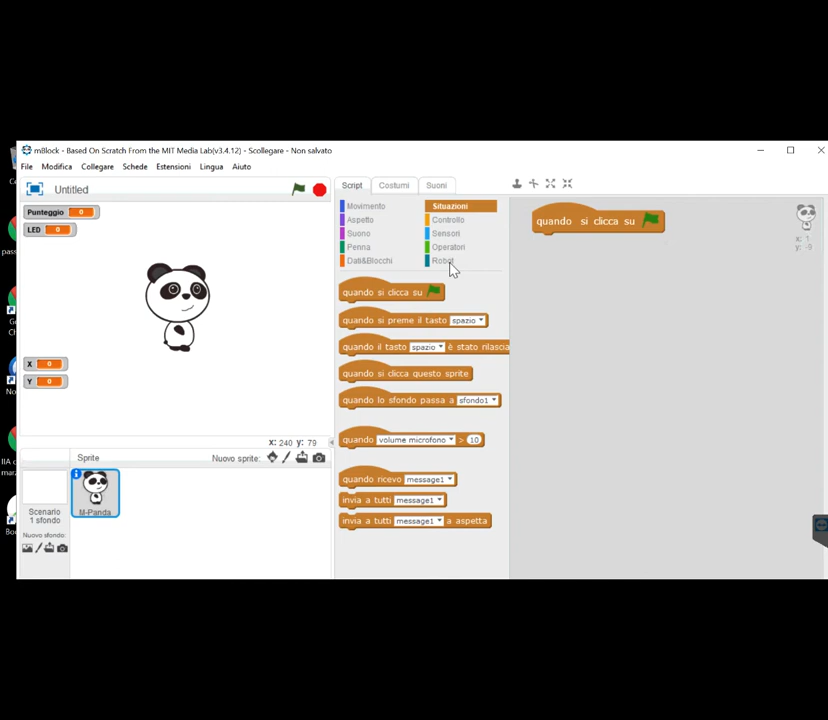 mBlock - Based On Scratch From the MIT Media Lab(v3.4.12) - Scollegare - Non salvato
File Modifica Collegare Schede Estensioni Lingua Aiuto
Untitled
Script Costumi Suoni
Punteggio 0
LED 0
X 0
Y 0
Movimento Situazioni
Aspetto Controllo
Suono Sensori
Penna Operatori
Dati&Blocchi Robot
quando si clicca su
quando si preme il tasto spazio
quando il tasto spazio è stato rilascia
quando si clicca questo sprite
quando lo sfondo passa a sfondo1
quando volume microfono > 10
quando ricevo message1
invia a tutti message1
invia a tutti message1 a aspetta
quando si clicca su
x: 1
y: -9
x: 240 y: 79
Sprite Nuovo sprite:
M-Panda
Scenario
1 sfondo
Nuovo sfondo: